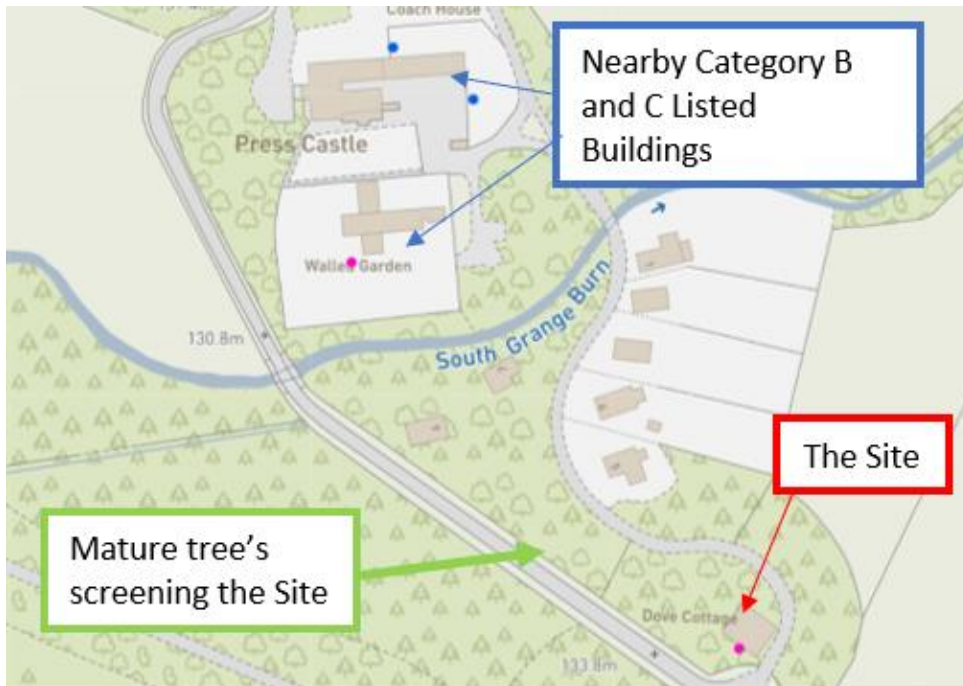 Coach House
Nearby Category B
and C Listed
Buildings
Press Castle
Walled Garden
130.8m
South Grange Burn
The Site
Mature tree's
screening the Site
Dove Cottage
133.8m